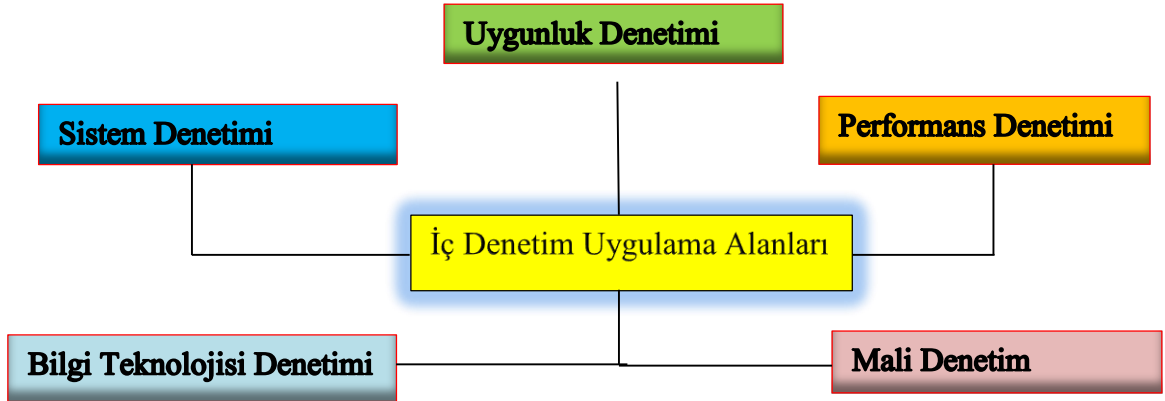 Uygunluk Denetimi
Sistem Denetimi
Performans Denetimi
İç Denetim Uygulama Alanları
Bilgi Teknolojisi Denetimi
Mali Denetim